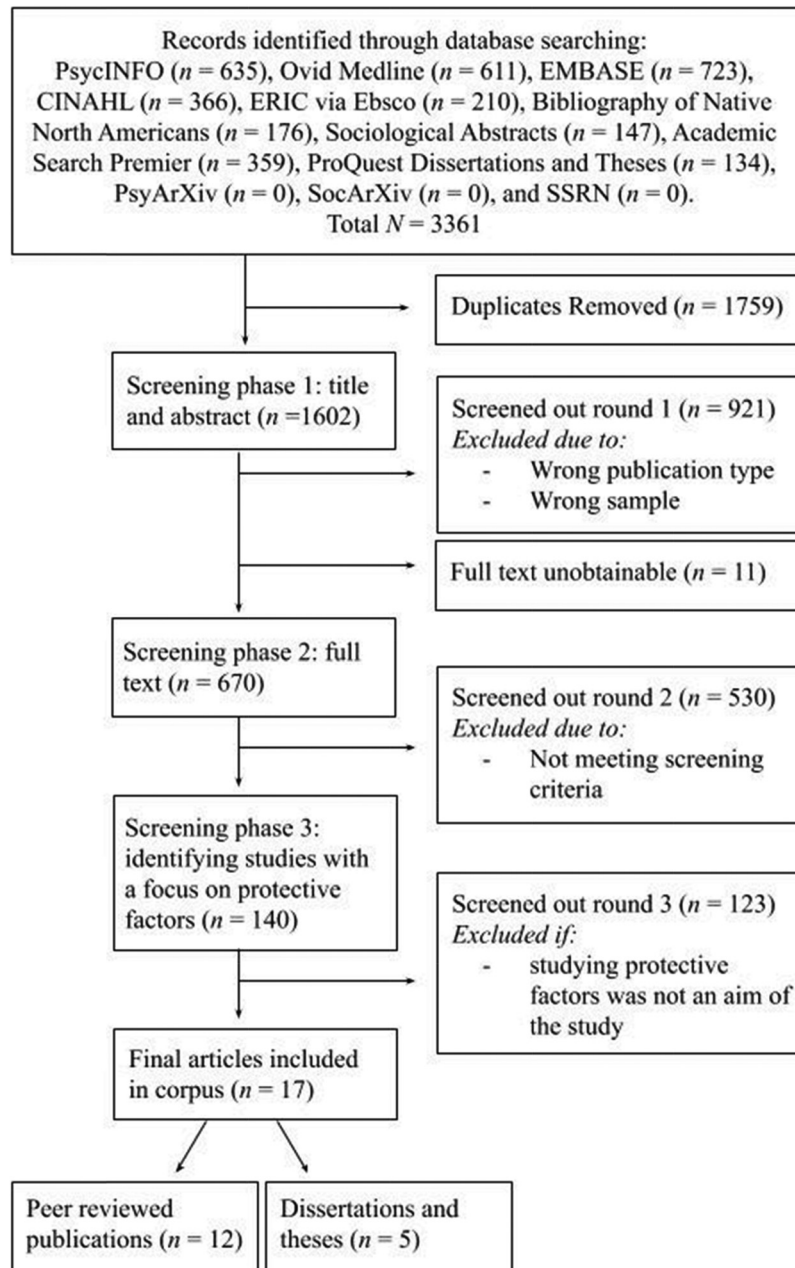 Records identified through database searching:
PsycINFO (n = 635), Ovid Medline (n = 611), EMBASE (n = 723),
CINAHL (n = 366), ERIC via Ebsco (n = 210), Bibliography of Native
North Americans (n = 176), Sociological Abstracts (n = 147), Academic
Search Premier (n = 359), ProQuest Dissertations and Theses (n = 134),
PsyArXiv (n = 0), SocArXiv (n = 0), and SSRN (n = 0).
Total N = 3361
Duplicates Removed (n = 1759)
Screening phase 1: title
and abstract (n =1602)
Screened out round 1 (n = 921)
Excluded due to:
- Wrong publication type
- Wrong sample
Full text unobtainable (n = 11)
Screening phase 2: full
text (n = 670)
Screened out round 2 (n = 530)
Excluded due to:
- Not meeting screening
criteria
Screening phase 3:
identifying studies with
a focus on protective
factors (n = 140)
Screened out round 3 (n = 123)
Excluded if:
- studying protective
factors was not an aim of
the study
Final articles included
in corpus (n = 17)
Peer reviewed
publications (n = 12)
Dissertations and
theses (n = 5)